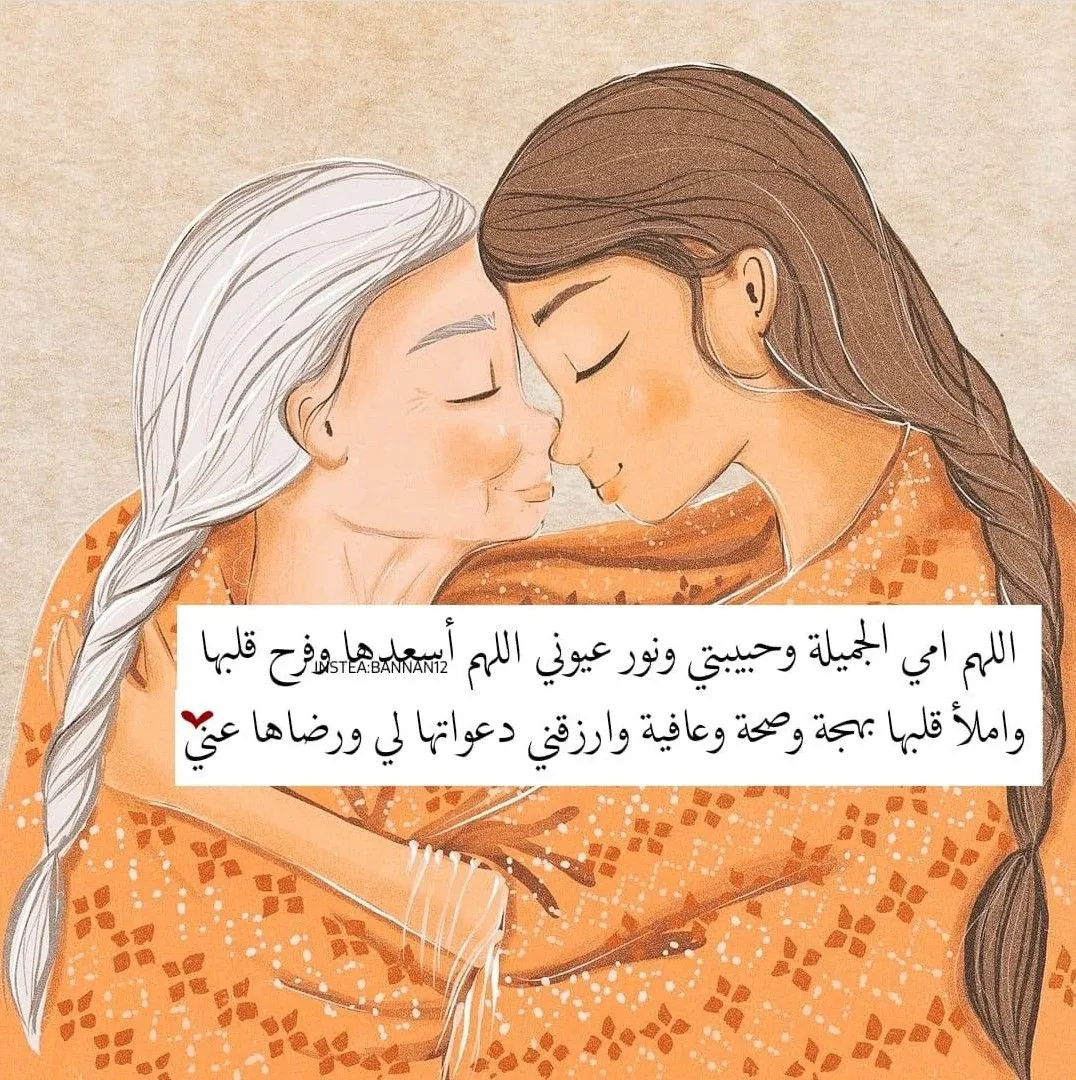 اللهم امي الجميلة وحبيبتي ونور عيوني اللهم أسعدها وفرح قلبها
INSTEA:BANNAN12
واملأ قلبها بهجة وصحة وعافية وارزقني دعواتها لي ورضاها عني